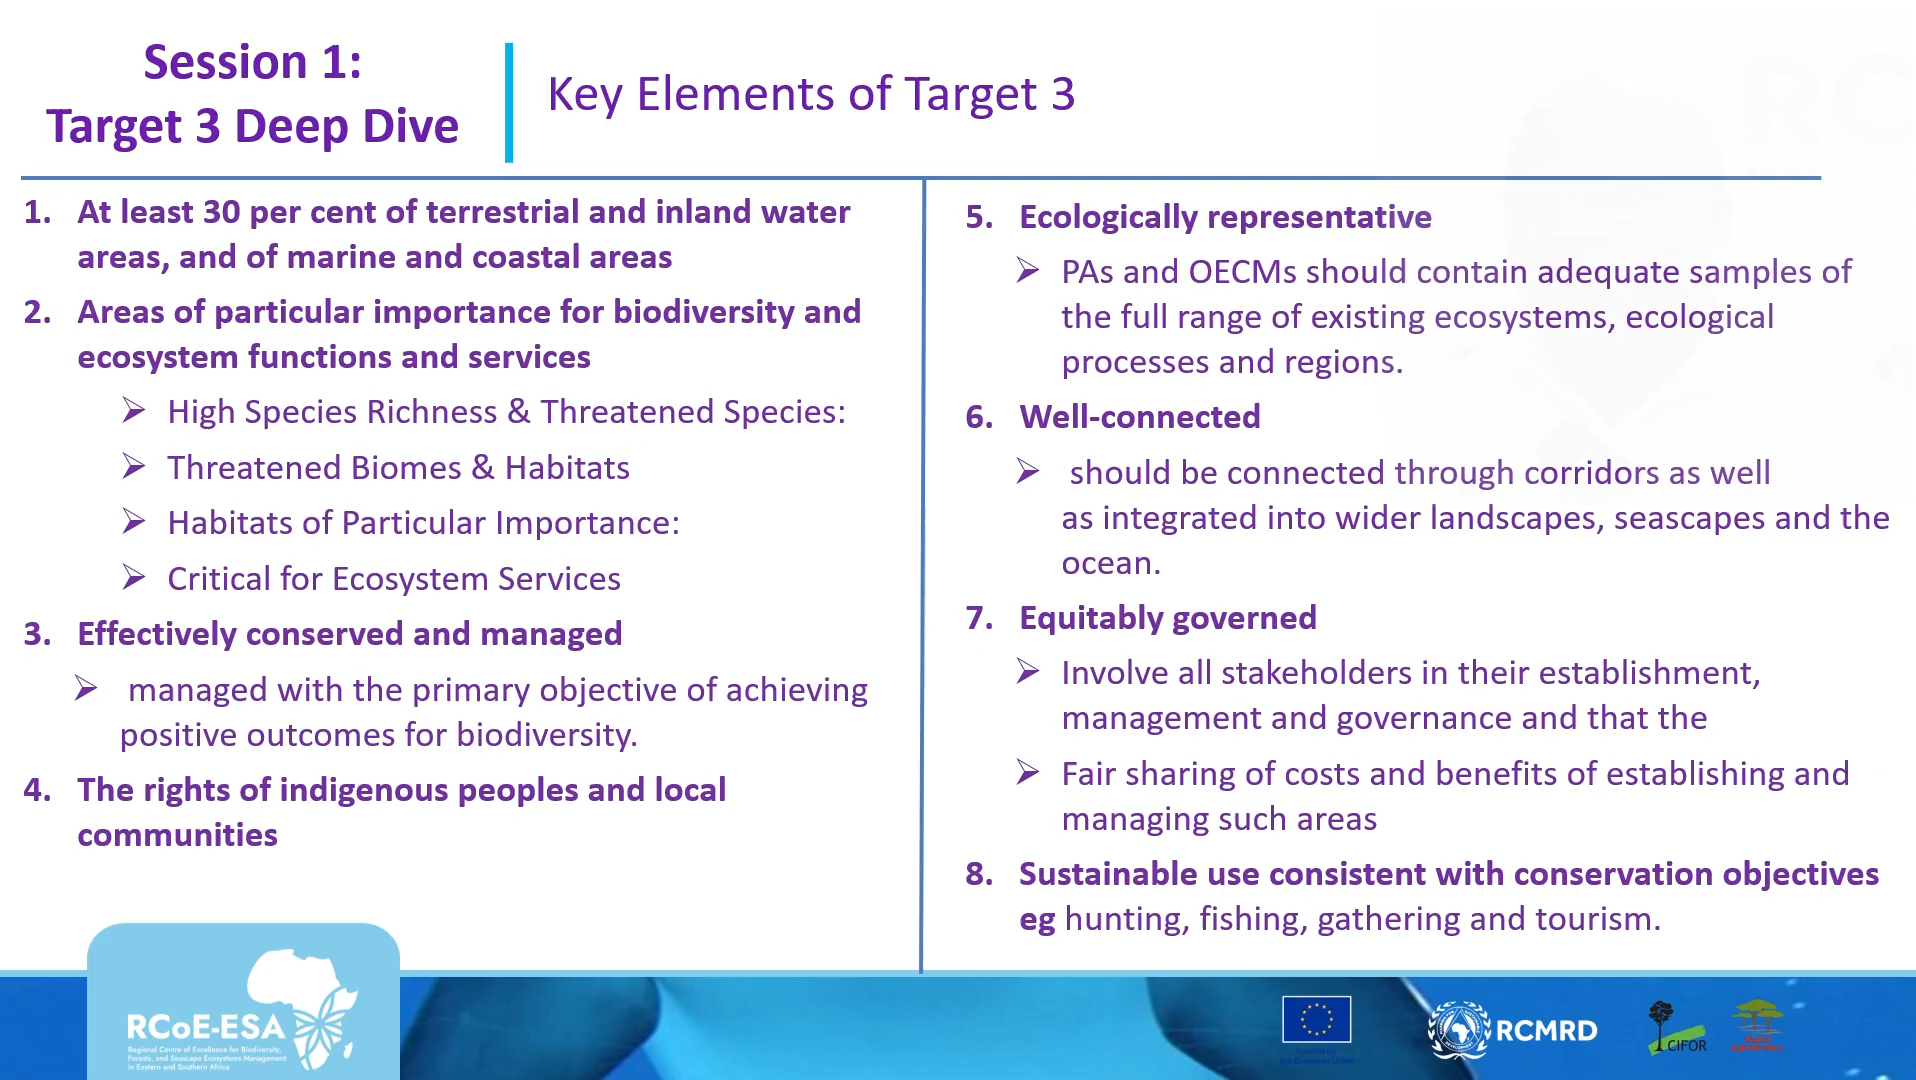 Session 1:
Target 3 Deep Dive
Key Elements of Target 3
1. At least 30 per cent of terrestrial and inland water
areas, and of marine and coastal areas
2. Areas of particular importance for biodiversity and
ecosystem functions and services
➢ High Species Richness & Threatened Species:
➢ Threatened Biomes & Habitats
➢ Habitats of Particular Importance:
➢ Critical for Ecosystem Services
3. Effectively conserved and managed
➢ managed with the primary objective of achieving
positive outcomes for biodiversity.
4. The rights of indigenous peoples and local
communities
5. Ecologically representative
➢ PAs and OECMs should contain adequate samples of
the full range of existing ecosystems, ecological
processes and regions.
6. Well-connected
➢ should be connected through corridors as well
as integrated into wider landscapes, seascapes and the
ocean.
7. Equitably governed
➢ Involve all stakeholders in their establishment,
management and governance and that the
➢ Fair sharing of costs and benefits of establishing and
managing such areas
8. Sustainable use consistent with conservation objectives
eg hunting, fishing, gathering and tourism.
RCoE-ESA
Regional Centre of Excellence for Biodiversity,
Forests, and Seascape Ecosystems Management
in Eastern and Southern Africa
RCMRD
CIFOR
RC